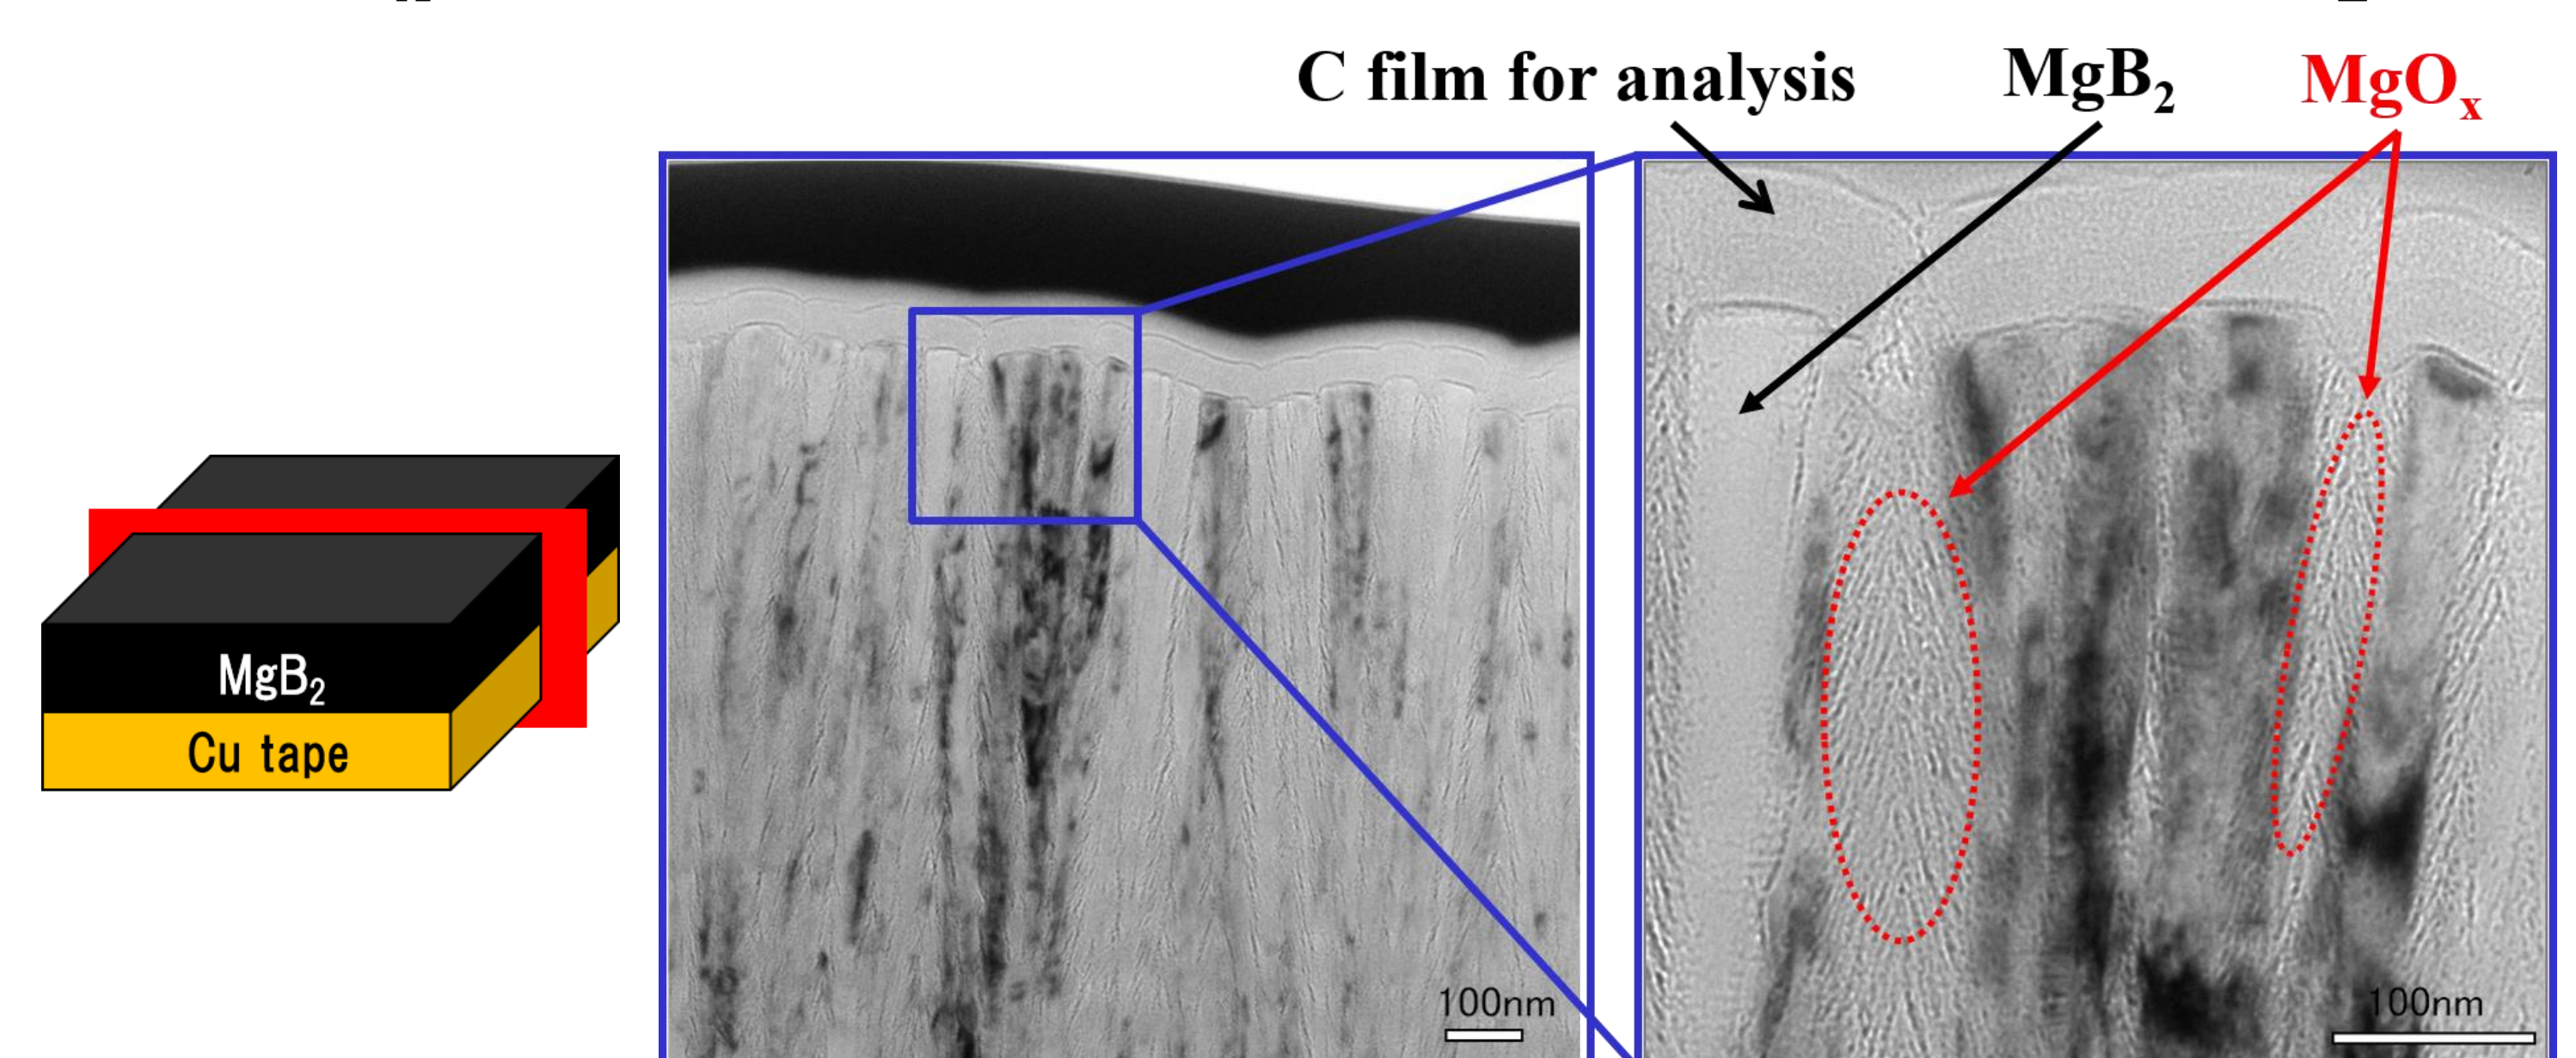 C film for analysis
MgB₂
MgOₓ
MgB₂
Cu tape
100nm
100nm